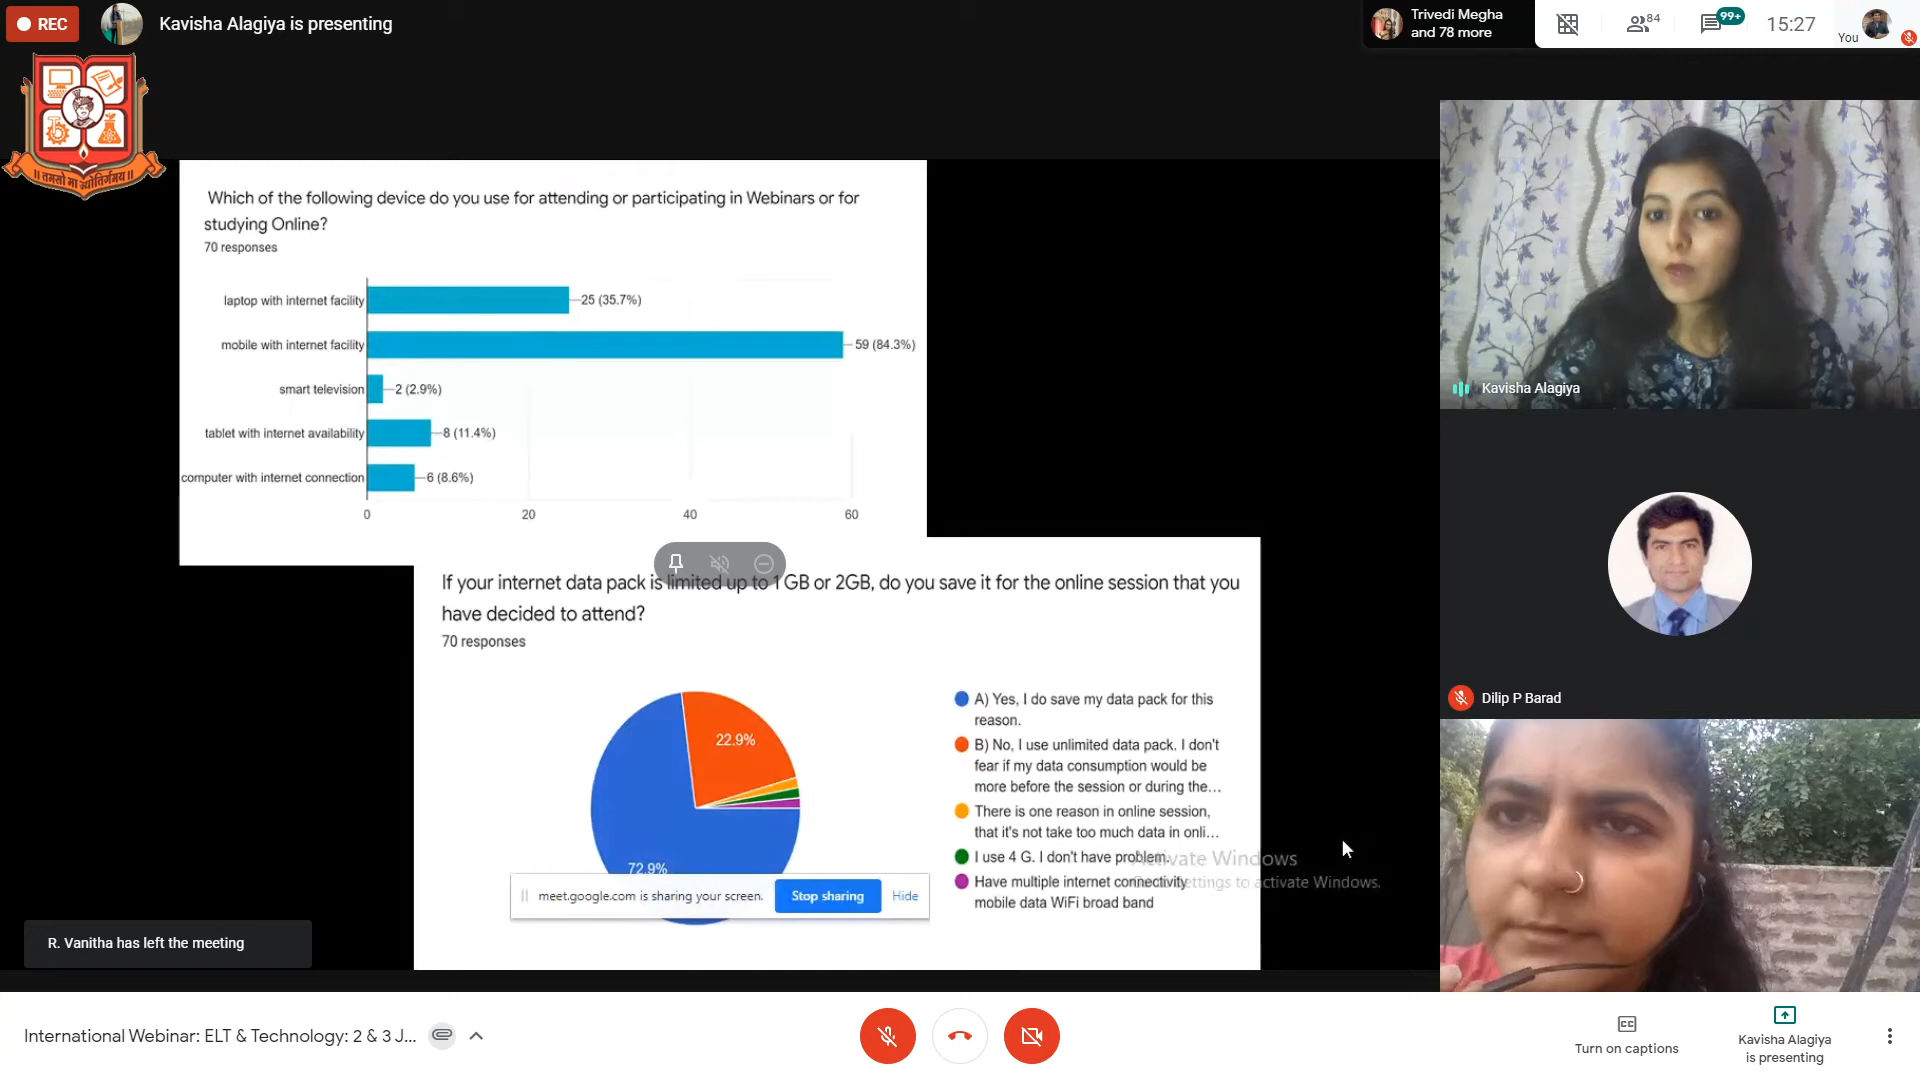 REC
Kavisha Alagiya is presenting
Trivedi Megha
and 78 more
84
99+
15:27
You
॥ तमसो मा ज्योतिर्गमय ॥
Which of the following device do you use for attending or participating in Webinars or for
studying Online?
70 responses
laptop with internet facility 25 (35.7%)
mobile with internet facility 59 (84.3%)
smart television 2 (2.9%)
tablet with internet availability 8 (11.4%)
computer with internet connection 6 (8.6%)
0 20 40 60
If your internet data pack is limited up to 1 GB or 2GB, do you save it for the online session that you
have decided to attend?
70 responses
22.9%
72.9%
A) Yes, I do save my data pack for this
reason.
B) No, I use unlimited data pack. I don't
fear if my data consumption would be
more before the session or during the...
There is one reason in online session,
that it's not take too much data in onli...
I use 4 G. I don't have problem.
Have multiple internet connectivity
mobile data WiFi broad band
Activate Windows
Settings to activate Windows.
meet.google.com is sharing your screen.
Stop sharing
Hide
Kavisha Alagiya
Dilip P Barad
R. Vanitha has left the meeting
International Webinar: ELT & Technology: 2 & 3 J...
Turn on captions
Kavisha Alagiya
is presenting